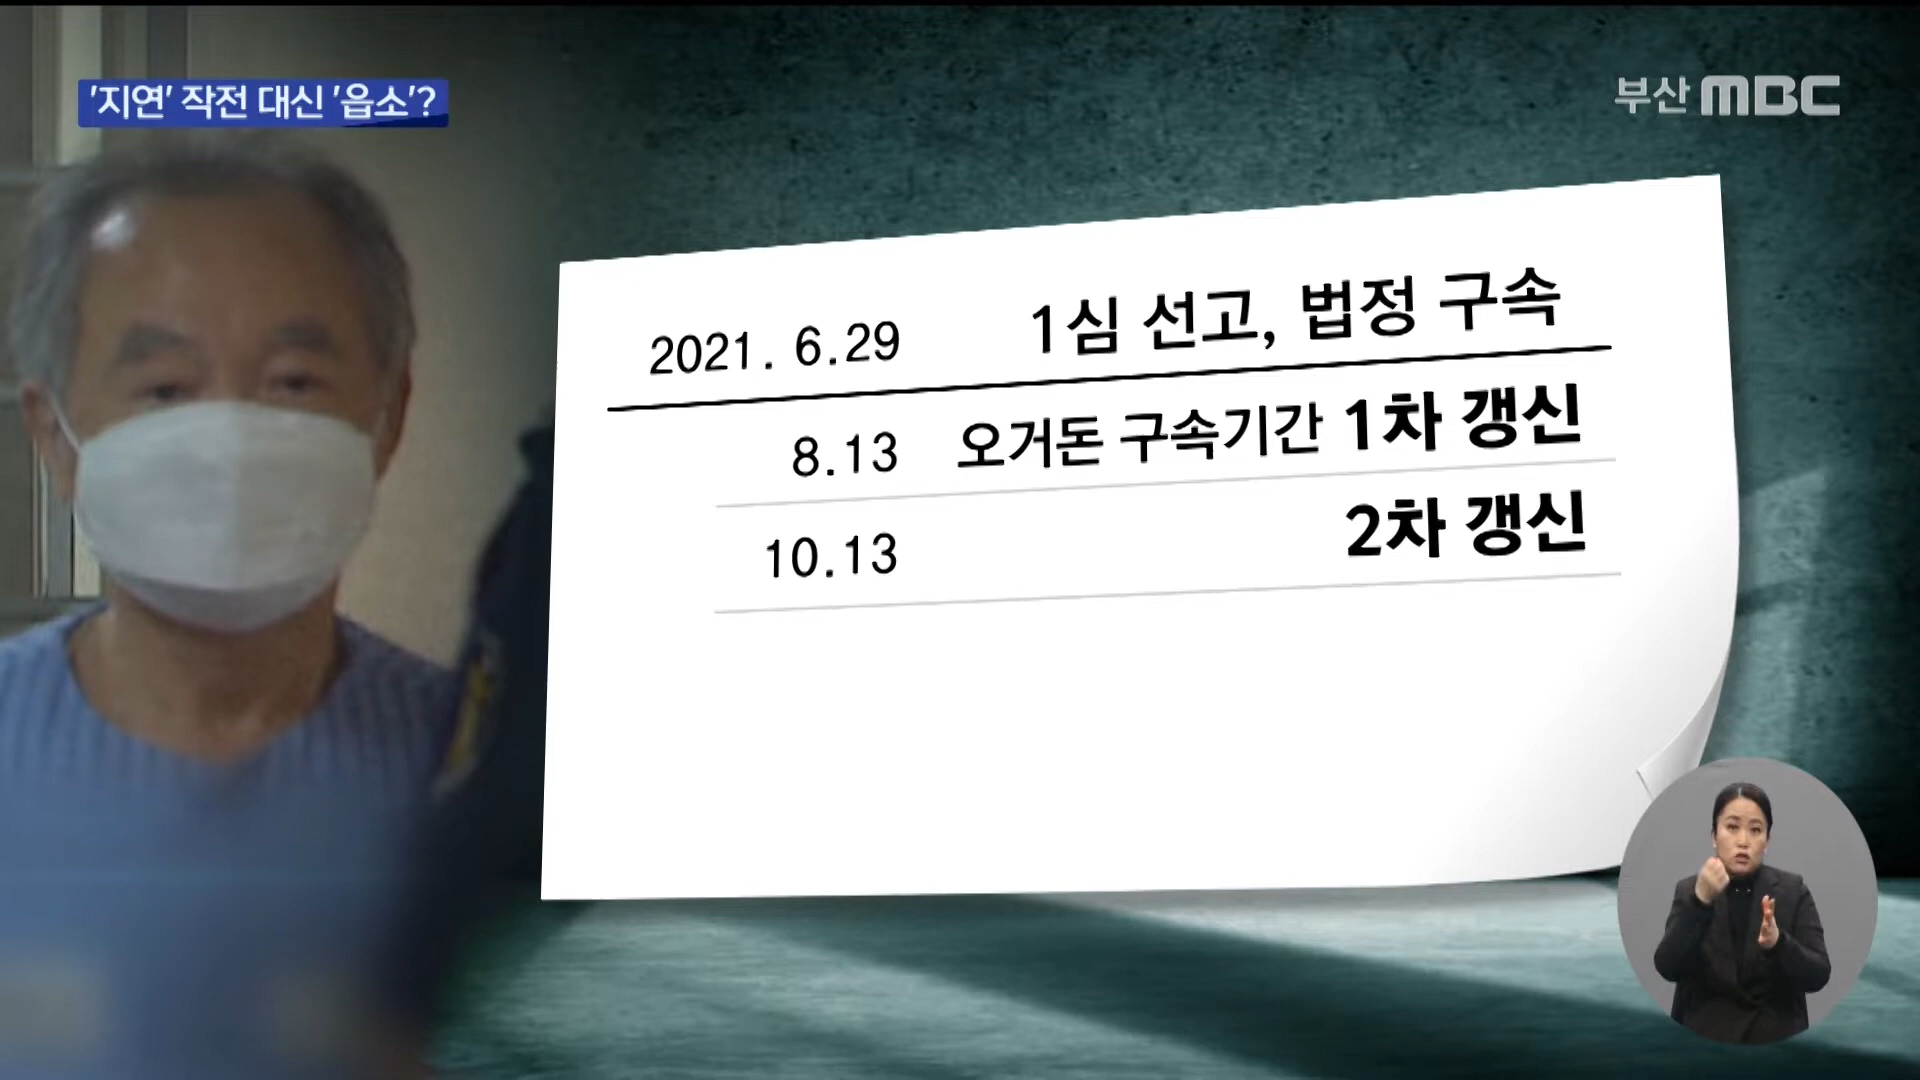 '지연' 작전 대신 '읍소'?
부산 MBC
2021. 6.29 1심 선고, 법정 구속
8.13 오거돈 구속기간 1차 갱신
10.13 2차 갱신